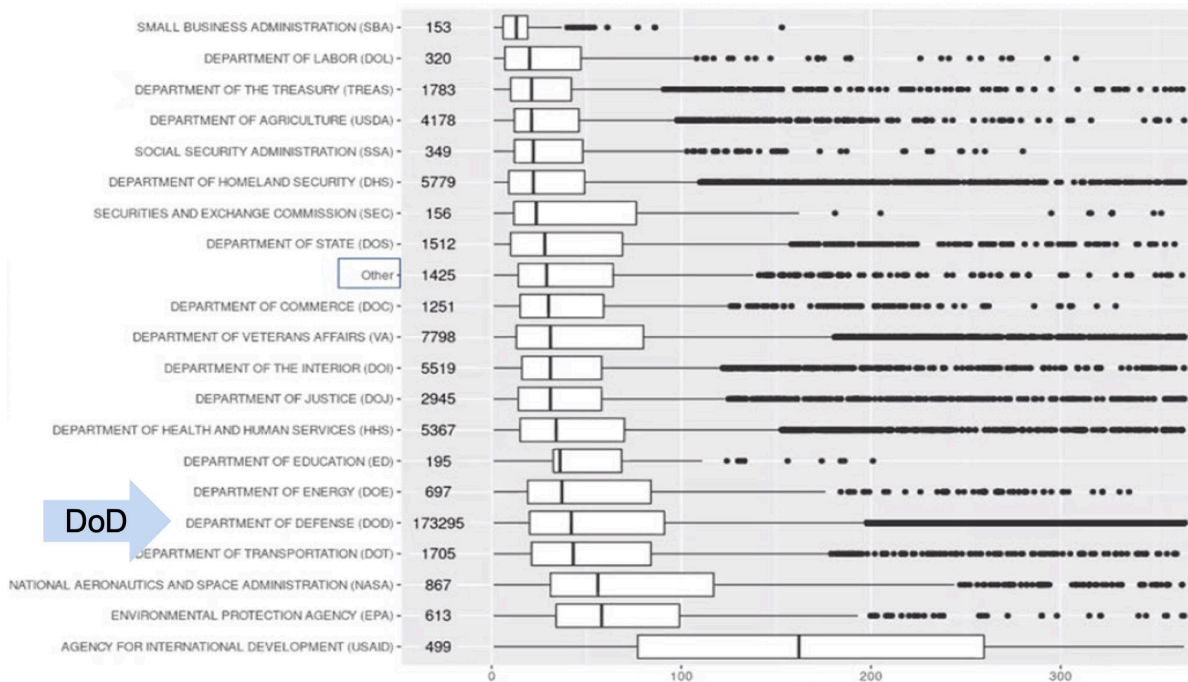 SMALL BUSINESS ADMINISTRATION (SBA) 153
DEPARTMENT OF LABOR (DOL) 320
DEPARTMENT OF THE TREASURY (TREAS) 1783
DEPARTMENT OF AGRICULTURE (USDA) 4178
SOCIAL SECURITY ADMINISTRATION (SSA) 349
DEPARTMENT OF HOMELAND SECURITY (DHS) 5779
SECURITIES AND EXCHANGE COMMISSION (SEC) 156
DEPARTMENT OF STATE (DOS) 1512
Other 1425
DEPARTMENT OF COMMERCE (DOC) 1251
DEPARTMENT OF VETERANS AFFAIRS (VA) 7798
DEPARTMENT OF THE INTERIOR (DOI) 5519
DEPARTMENT OF JUSTICE (DOJ) 2945
DEPARTMENT OF HEALTH AND HUMAN SERVICES (HHS) 5367
DEPARTMENT OF EDUCATION (ED) 195
DEPARTMENT OF ENERGY (DOE) 697
DoD DEPARTMENT OF DEFENSE (DOD) 173295
DEPARTMENT OF TRANSPORTATION (DOT) 1705
NATIONAL AERONAUTICS AND SPACE ADMINISTRATION (NASA) 867
ENVIRONMENTAL PROTECTION AGENCY (EPA) 613
AGENCY FOR INTERNATIONAL DEVELOPMENT (USAID) 499
0 100 200 300